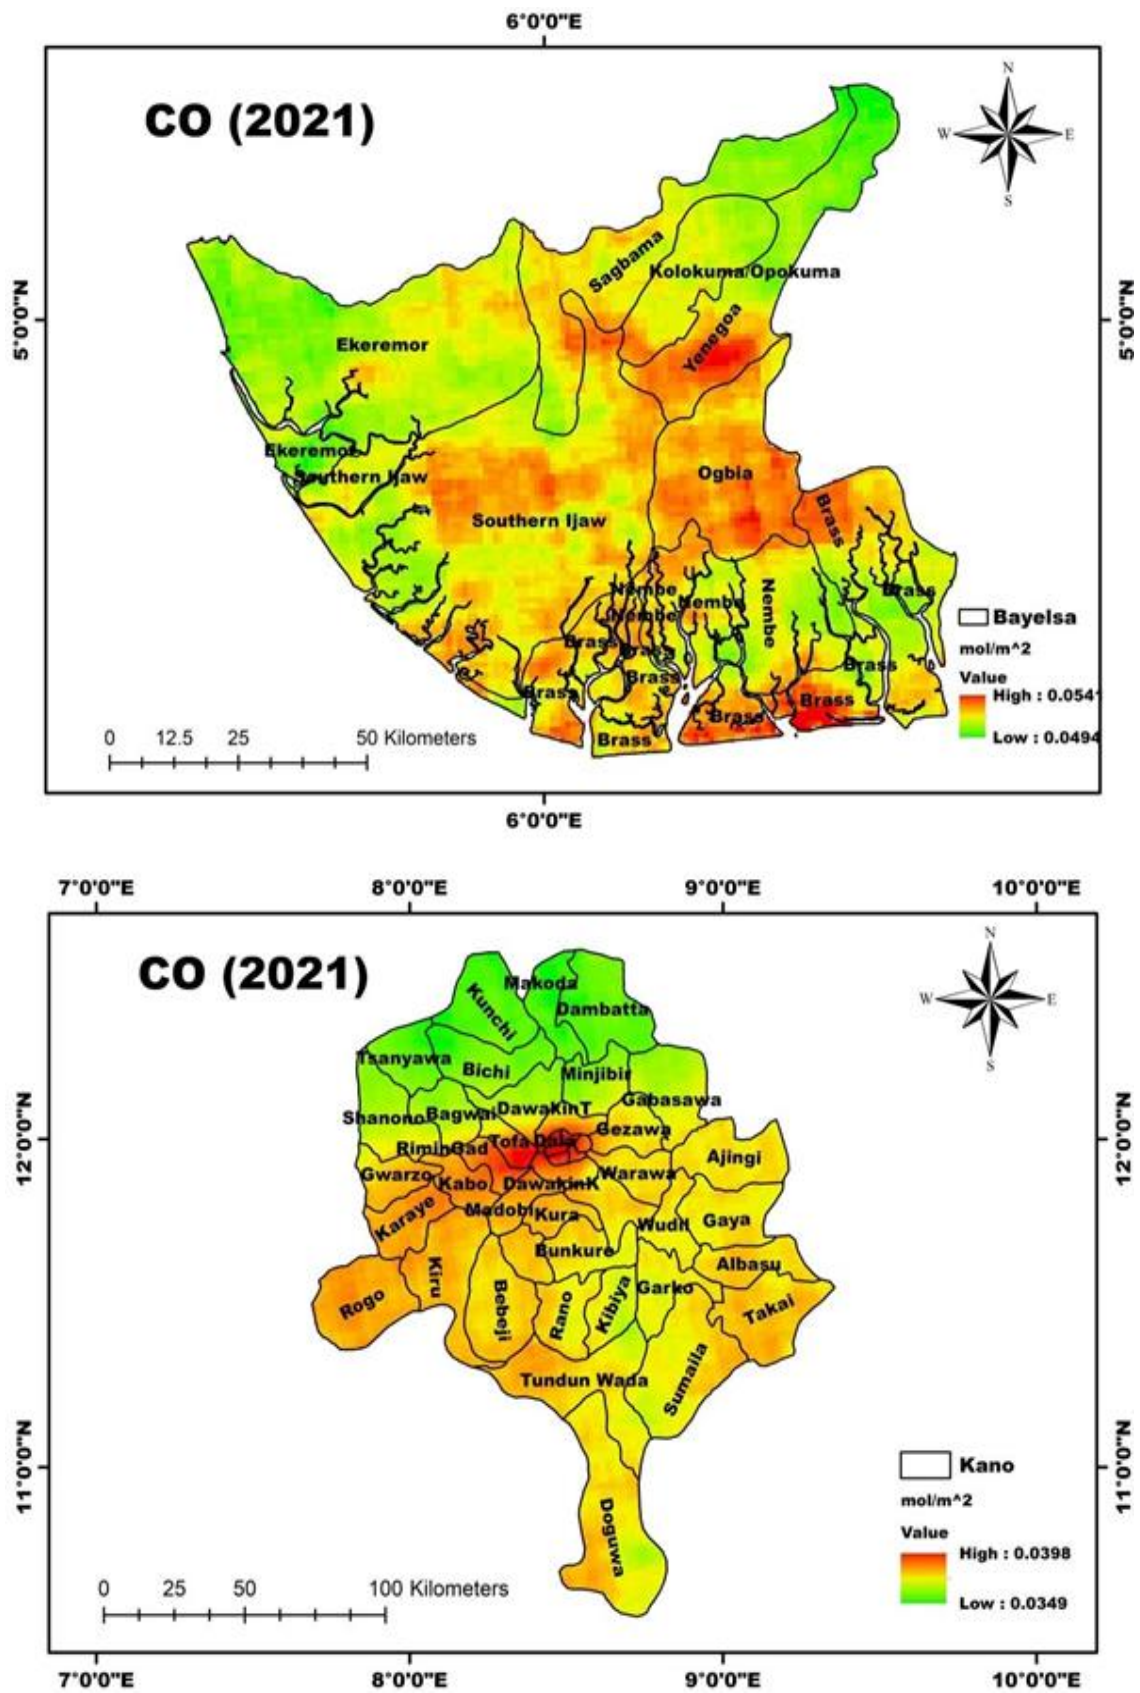 6°0'0"E
CO (2021)
N
W
E
S
5°0'0"N
5°0'0"N
Sagbama
Kolokuma/Opokuma
Yenegoa
Ekeremor
Ekeremor
Southern Ijaw
Ogbia
Brass
Southern Ijaw
Nembe
Nembe
Nembe
Nembe
Brass
Brass
Brass
Brass
Brass
Brass
Brass
Brass
Brass
Bayelsa
mol/m^2
Value
High : 0.054
Low : 0.0494
0 12.5 25 50 Kilometers
6°0'0"E
7°0'0"E 8°0'0"E 9°0'0"E 10°0'0"E
CO (2021)
N
W
E
S
Makoda
Kunchi
Dambatta
Tsanyawa
Bichi
Minjibir
Gabasawa
Shanono
Bagwai
DawakinT
12°0'0"N
12°0'0"N
Gezawa
RiminGad
Tofa
Dala
Ajingi
Gwarzo
Kabo
DawakinK
Warawa
Karaye
Madobi
Kura
Wudil
Gaya
Bunkure
Albasu
Kiru
Rogo
Bebeji
Rano
Kibiya
Garko
Takai
Tundun Wada
Sumaila
11°0'0"N
11°0'0"N
Doguwa
Kano
mol/m^2
Value
High : 0.0398
Low : 0.0349
0 25 50 100 Kilometers
7°0'0"E 8°0'0"E 9°0'0"E 10°0'0"E